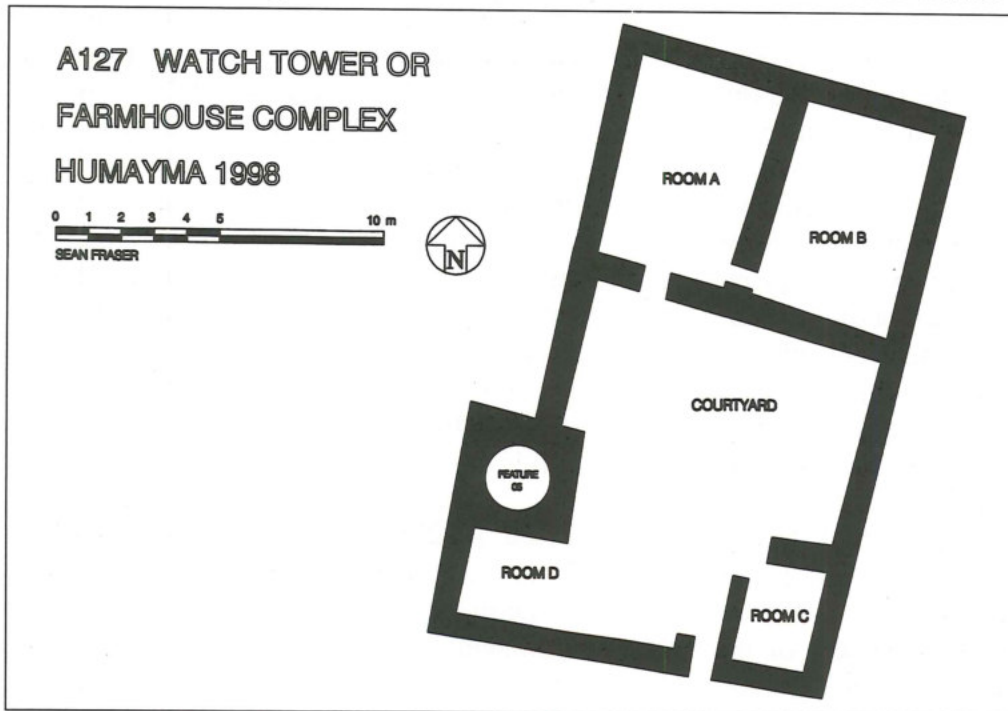 A127 WATCH TOWER OR
FARMHOUSE COMPLEX
HUMAYMA 1998
0 1 2 3 4 5 10 m
SEAN FRASER
N
ROOM A
ROOM B
COURTYARD
FEATURE
05
ROOM D
ROOM C